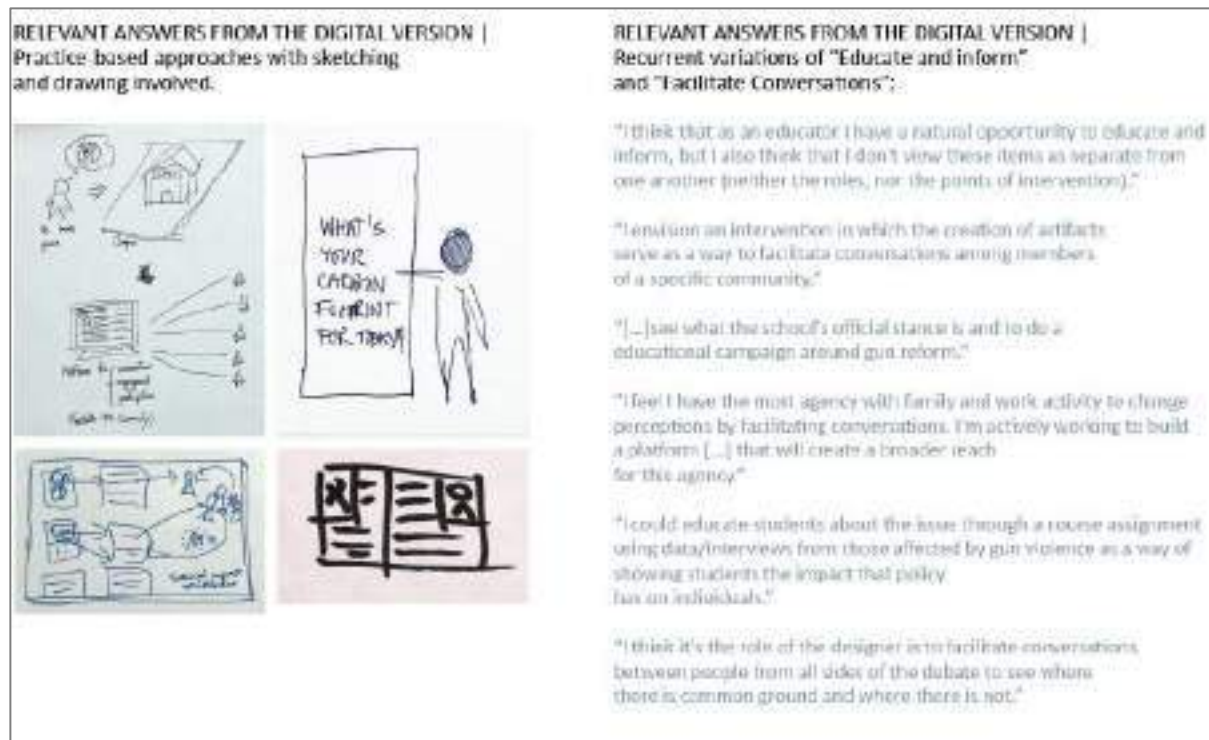 RELEVANT ANSWERS FROM THE DIGITAL VERSION |
Practice based approaches with sketching
and drawing involved.
WHAT'S
YOUR
CARBON
FOOTPRINT
FOR TODAY?
RELEVANT ANSWERS FROM THE DIGITAL VERSION |
Recurrent variations of "Educate and inform"
and "Facilitate Conversations":
"I think that as an educator I have a natural opportunity to educate and
inform, but I also think that I don't view these items as separate from
one another (neither the roles, nor the points of intervention)."
"I envision an intervention in which the creation of artifacts
serve as a way to facilitate conversations among members
of a specific community."
"[...]see what the school's official stance is and to do a
educational campaign around gun reform."
"I feel I have the most agency with family and work activity to change
perceptions by facilitating conversations. I'm actively working to build
a platform [...] that will create a broader reach
for this agency."
"I could educate students about the issue through a course assignment
using data/interviews from those affected by gun violence as a way of
showing students the impact that policy
has on individuals."
"I think it's the role of the designer is to facilitate conversations
between people from all sides of the debate to see where
there is common ground and where there is not."